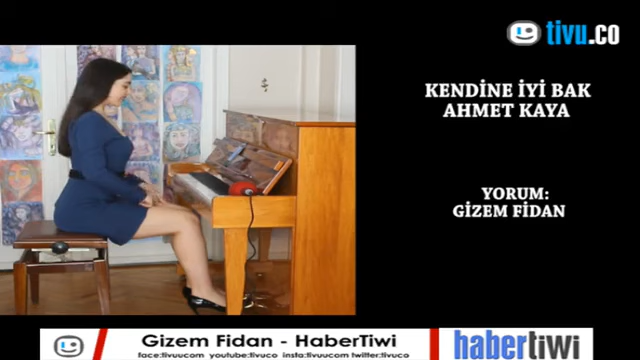 tivu.co
KENDİNE İYİ BAK
AHMET KAYA
YORUM:
GİZEM FİDAN
Gizem Fidan - HaberTiwi
face:tivuucom youtube:tivuco insta:tivuucom twitter:tivuco
habertiwi